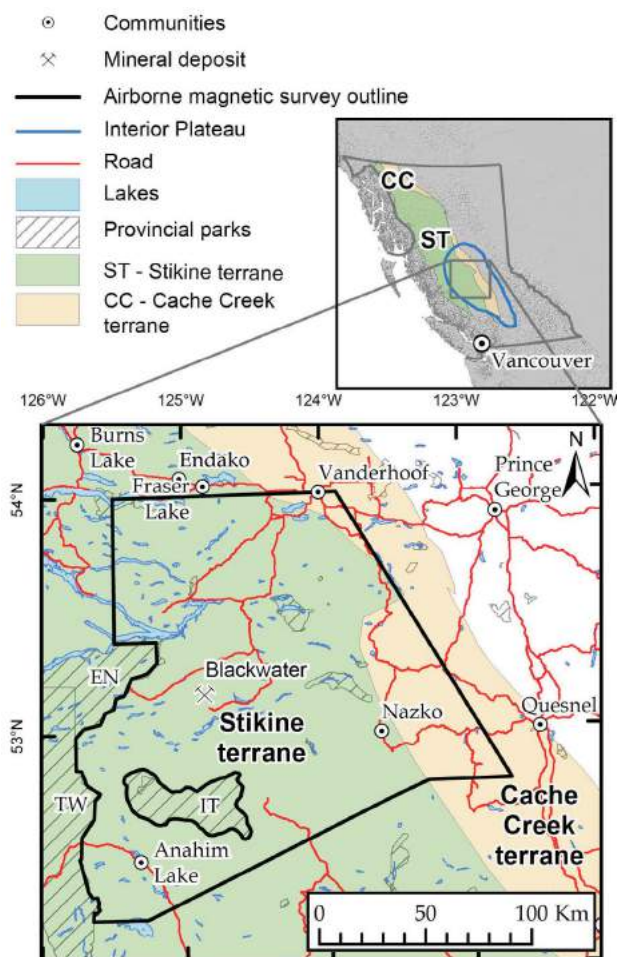 Communities
Mineral deposit
Airborne magnetic survey outline
Interior Plateau
Road
Lakes
Provincial parks
ST - Stikine terrane
CC - Cache Creek
terrane
CC
ST
Vancouver
126°W
125°W
124°W
123°W
122°W
Burns
Lake
Endako
Fraser
Lake
Vanderhoof
Prince
George
N
54°N
EN
Blackwater
Stikine
terrane
Nazko
Quesnel
53°N
TW
IT
Cache
Creek
terrane
Anahim
Lake
0 50 100 Km